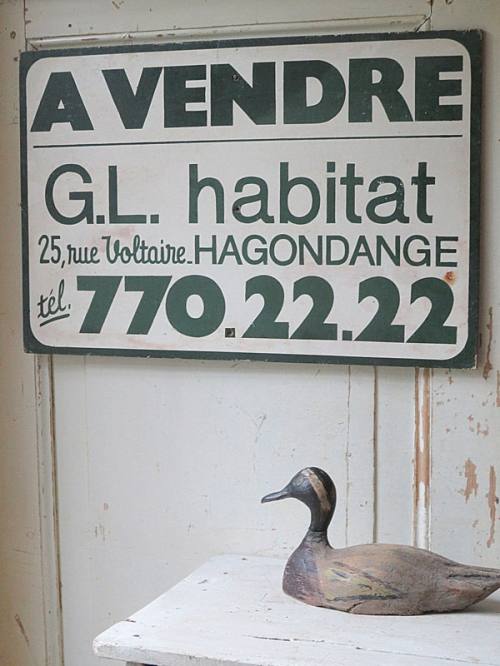 A VENDRE
G.L. habitat
25, rue Voltaire - HAGONDANGE
tél. 770.22.22